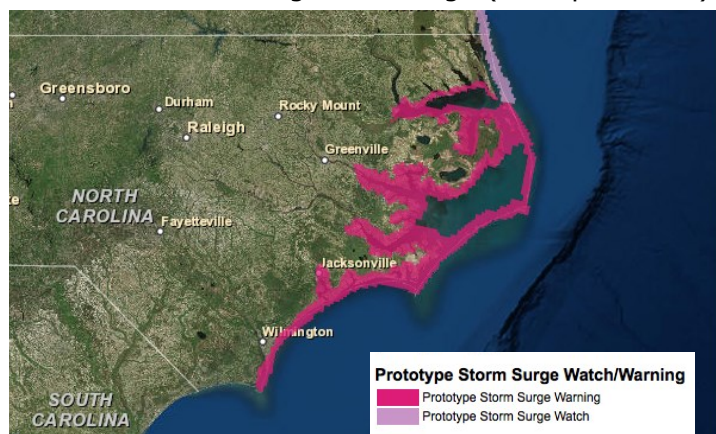 Greensboro
Durham
Rocky Mount
Raleigh
Greenville
NORTH
CAROLINA
Fayetteville
Jacksonville
Wilmington
SOUTH
CAROLINA
Prototype Storm Surge Watch/Warning
Prototype Storm Surge Warning
Prototype Storm Surge Watch